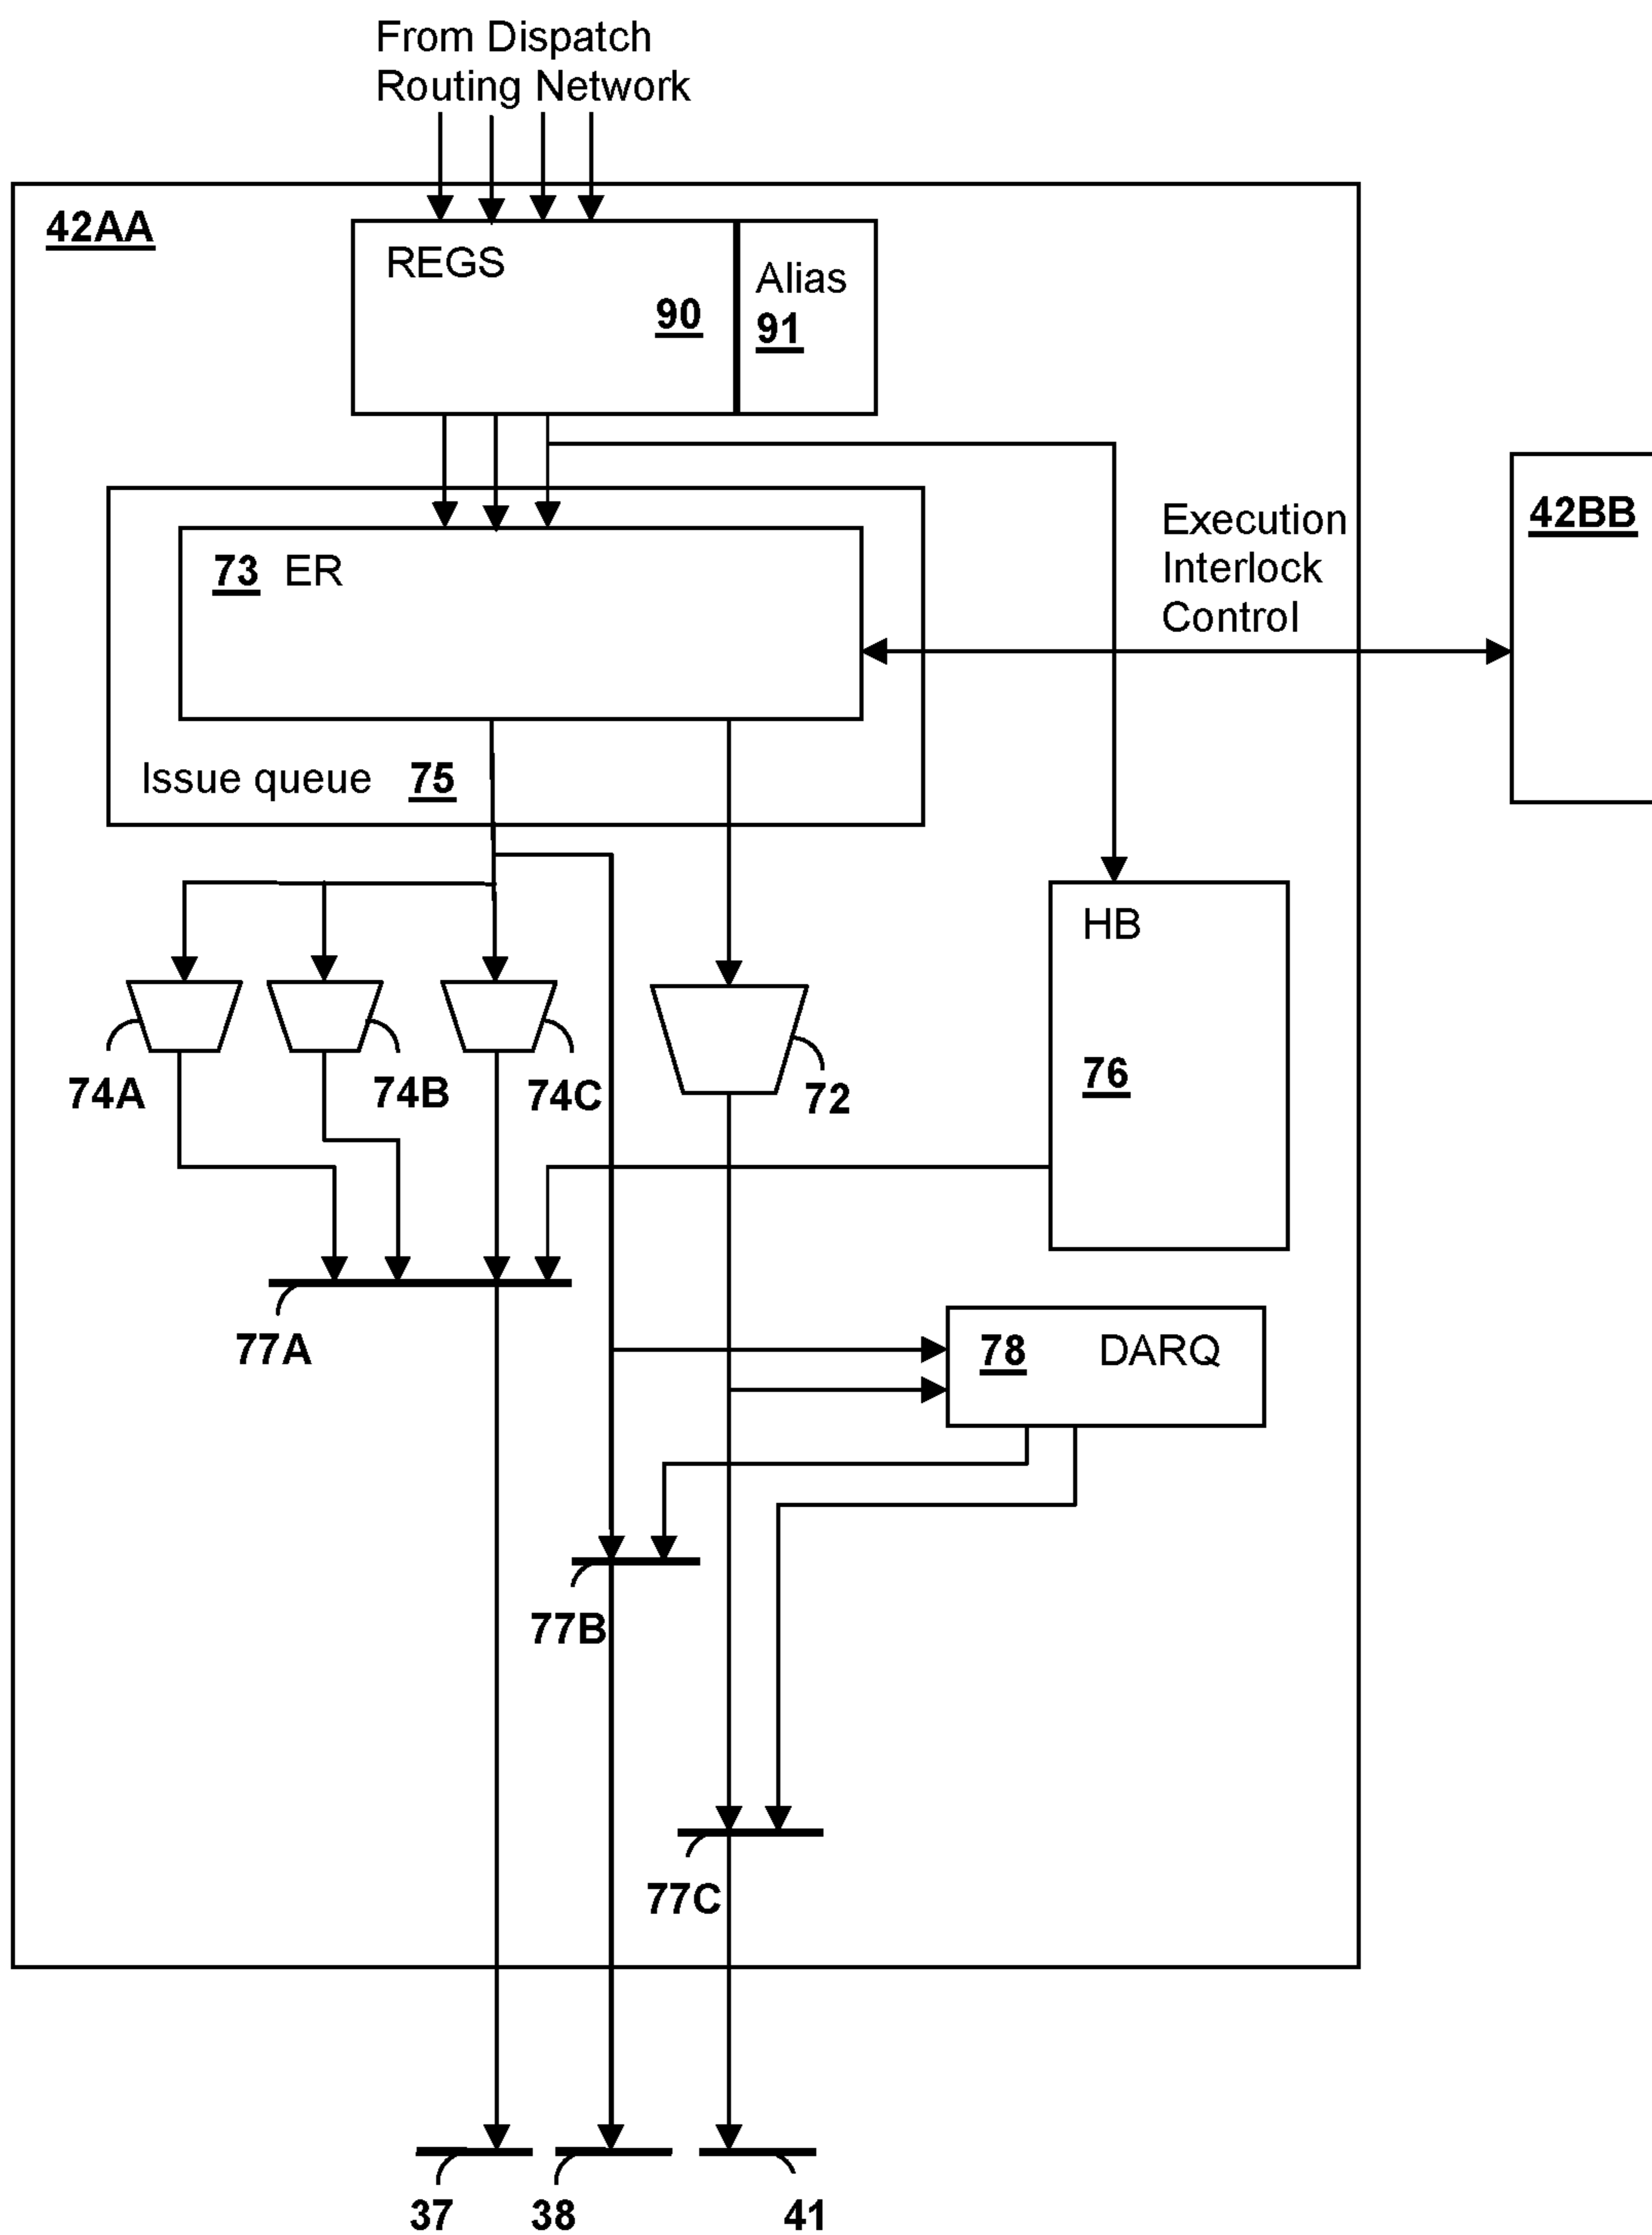 From Dispatch
Routing Network
42AA
REGS
90
Alias
91
73 ER
Execution
Interlock
Control
42BB
Issue queue 75
HB
76
74A
74B
74C
72
77A
78 DARQ
77B
77C
37
38
41